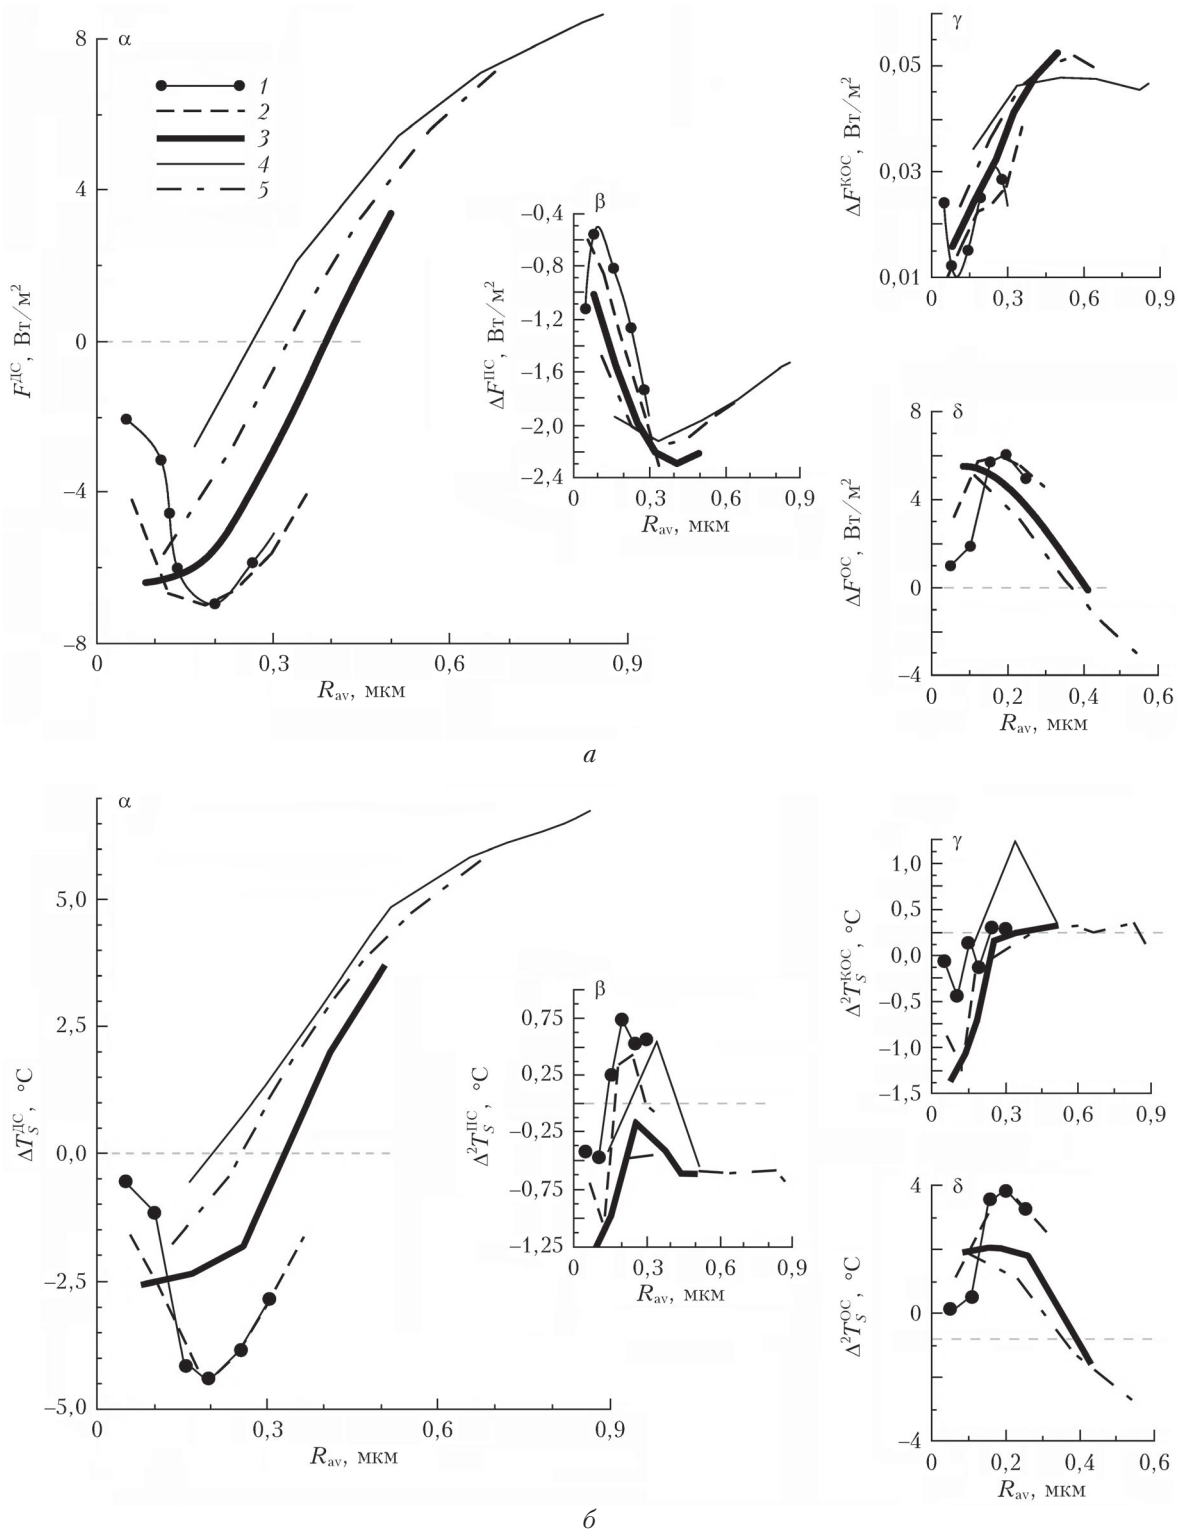 α
8
4
0
–4
–8
F^ДС, Вт/м²
1
2
3
4
5
0 0,3 0,6 0,9
R_av, мкм
β
–0,4
–0,8
–1,2
–1,6
–2,0
–2,4
ΔF^ПС, Вт/м²
0 0,3 0,6 0,9
R_av, мкм
γ
0,05
0,03
0,01
ΔF^КОС, Вт/м²
0 0,3 0,6 0,9
δ
8
4
0
–4
ΔF^ОС, Вт/м²
0 0,2 0,4 0,6
R_av, мкм
а
α
5,0
2,5
0,0
–2,5
–5,0
ΔT_S^ДС, °C
0 0,3 0,6 0,9
R_av, мкм
β
0,75
0,25
–0,25
–0,75
–1,25
Δ²T_S^ПС, °C
0 0,3 0,6 0,9
R_av, мкм
γ
1,0
0,5
0,0
–0,5
–1,0
–1,5
Δ²T_S^КОС, °C
0 0,3 0,6 0,9
δ
4
0
–4
Δ²T_S^ОС, °C
0 0,2 0,4 0,6
R_av, мкм
б